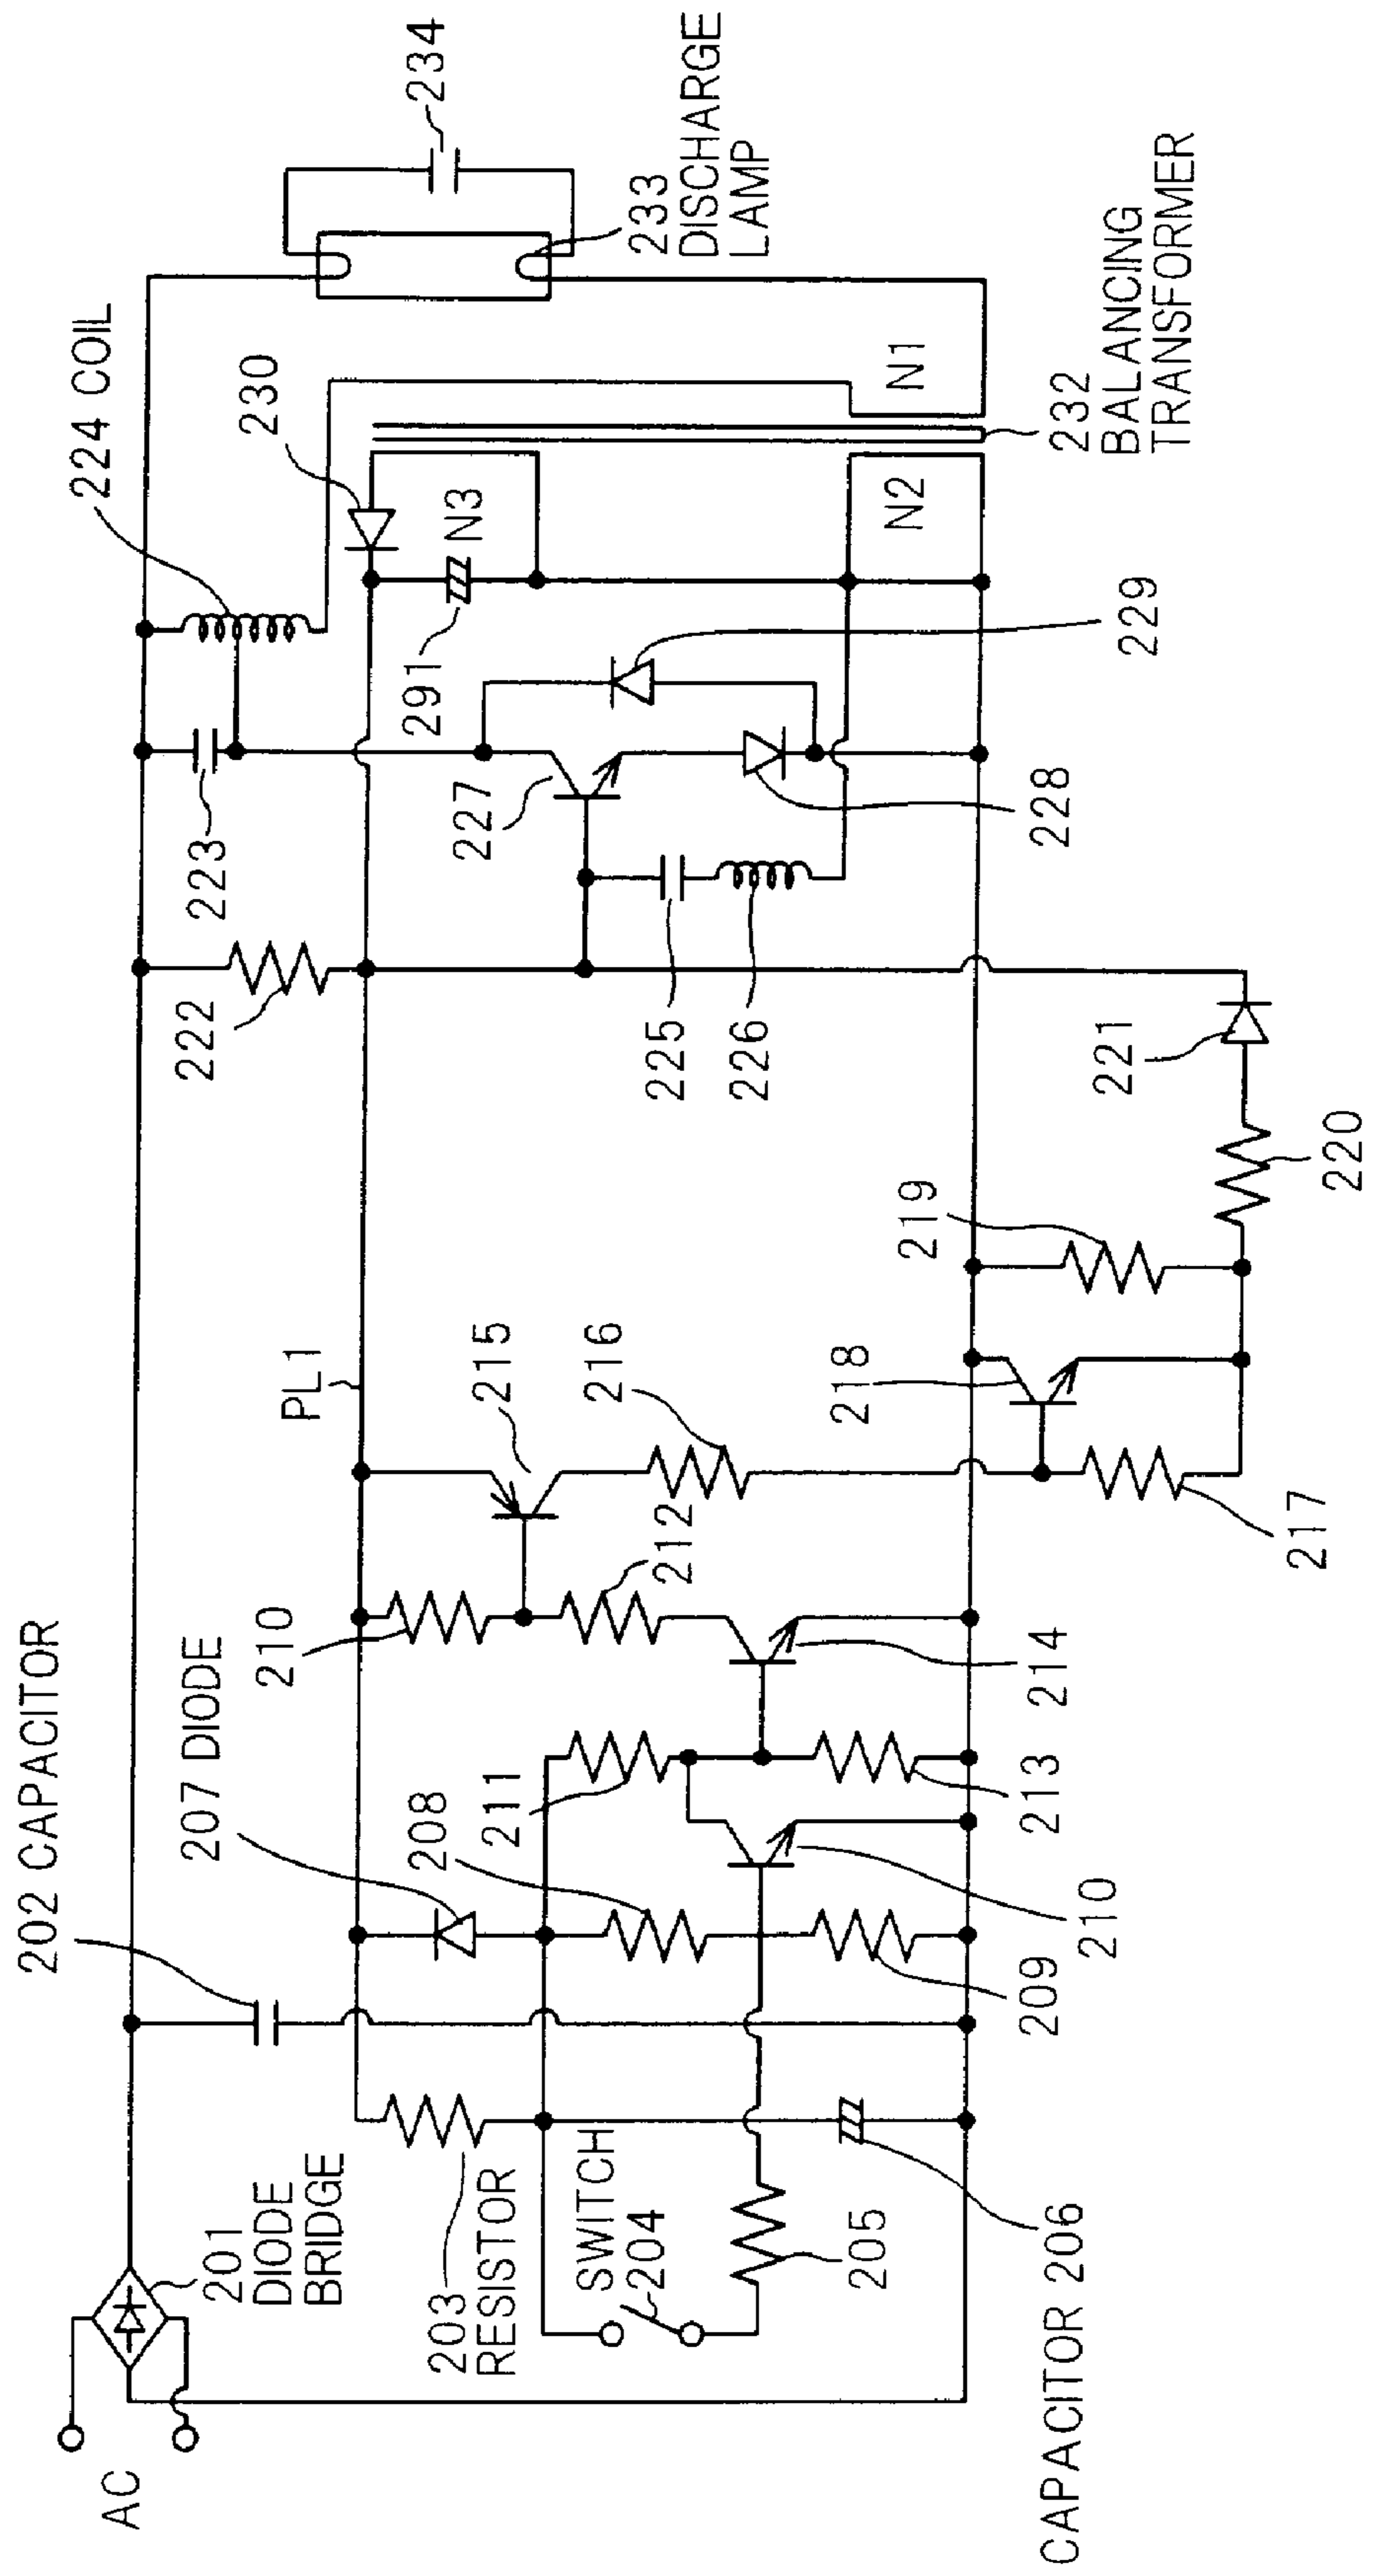 AC
201
DIODE
BRIDGE
202 CAPACITOR
203
RESISTOR
SWITCH
204
205
CAPACITOR 206
207 DIODE
208
209
210
211
210
212
213
214
PL1
215
216
217
218
219
220
221
222
223
224 COIL
225
226
227
228
229
230
291
N3
N2
N1
232
BALANCING
TRANSFORMER
233
DISCHARGE
LAMP
234